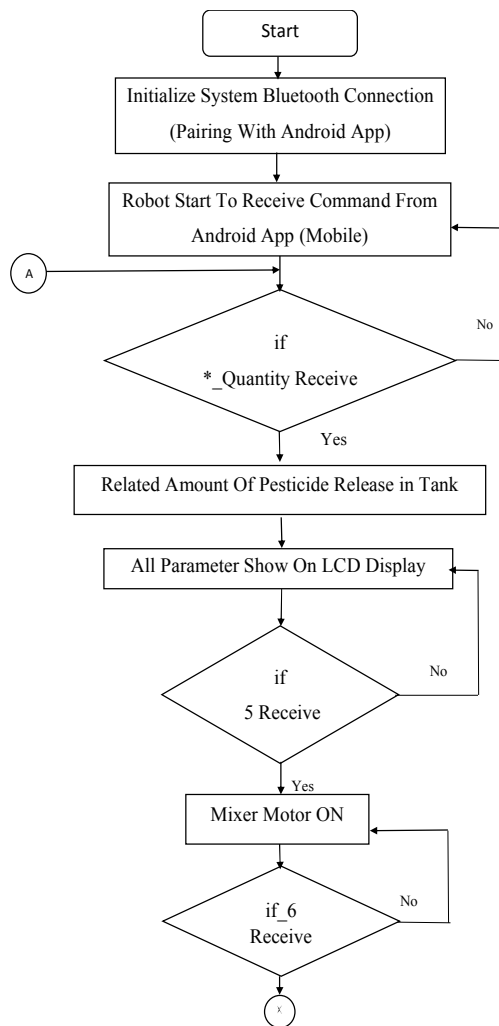 Start
Initialize System Bluetooth Connection
(Pairing With Android App)
Robot Start To Receive Command From
Android App (Mobile)
A
No
if
*_Quantity Receive
Yes
Related Amount Of Pesticide Release in Tank
All Parameter Show On LCD Display
No
if
5 Receive
Yes
Mixer Motor ON
No
if_6
Receive